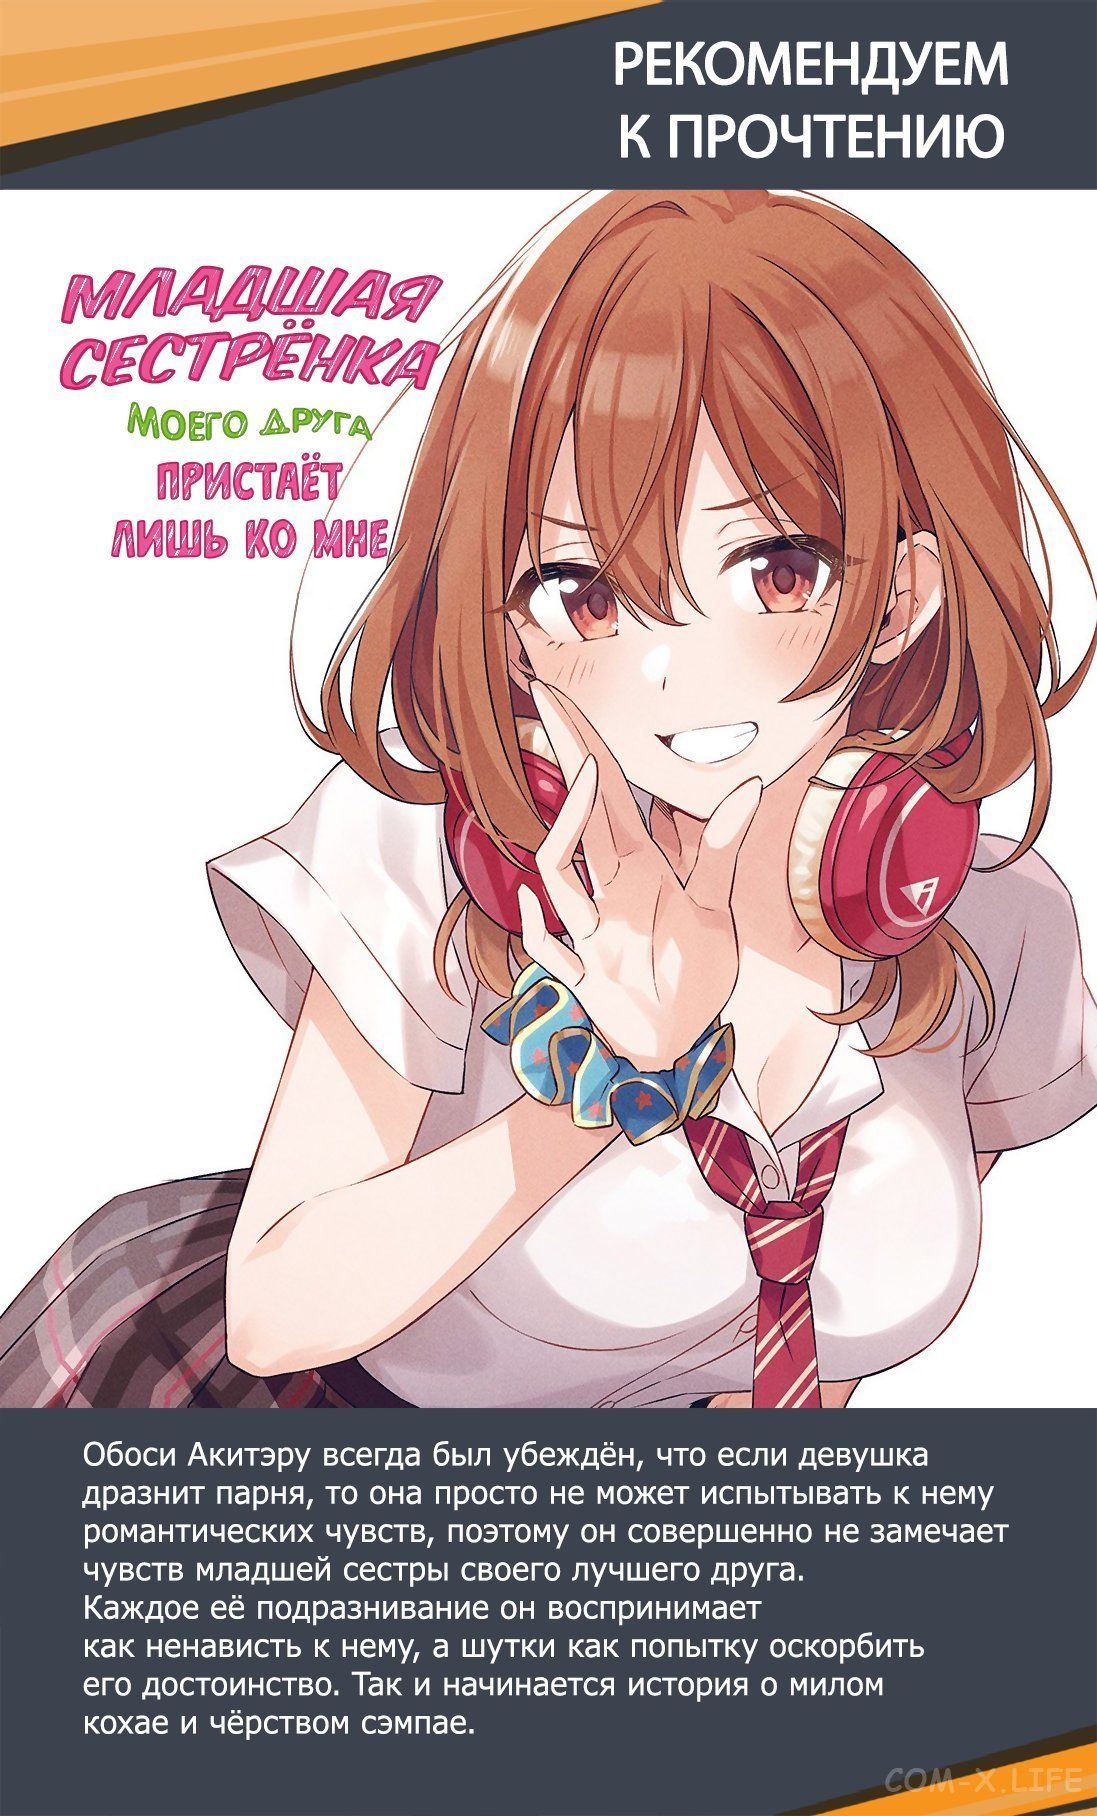 РЕКОМЕНДУЕМ
К ПРОЧТЕНИЮ
МЛАДШАЯ
СЕСТРЁНКА
МОЕГО ДРУГА
ПРИСТАЁТ
ЛИШЬ КО МНЕ
Обоси Акитэру всегда был убеждён, что если девушка
дразнит парня, то она просто не может испытывать к нему
романтических чувств, поэтому он совершенно не замечает
чувств младшей сестры своего лучшего друга.
Каждое её подразнивание он воспринимает
как ненависть к нему, а шутки как попытку оскорбить
его достоинство. Так и начинается история о милом
кохае и чёрством сэмпае.
COM-X.LIFE